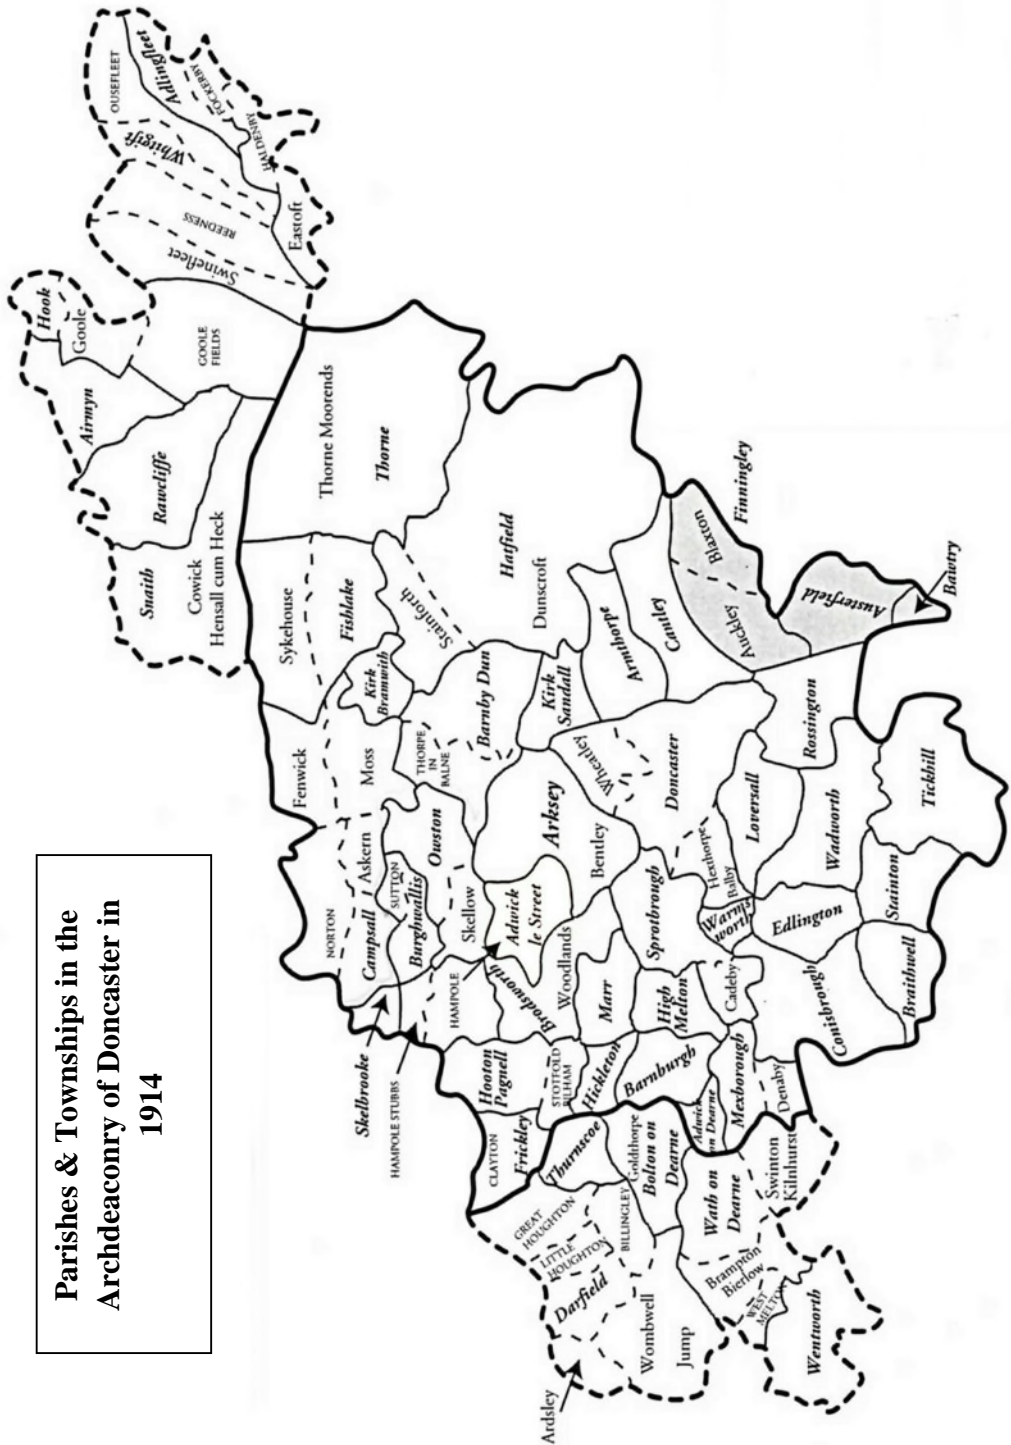 Parishes & Townships in the
Archdeaconry of Doncaster in
1914
OUSEFLEET
Adlingfleet
FOCKERBY
HALDENBY
Whitgift
REEDNESS
Eastoft
Swinefleet
Hook
Goole
GOOLE
FIELDS
Airmyn
Rawcliffe
Snaith
Cowick
Hensall cum Heck
Thorne Moorends
Thorne
Sykehouse
Fishlake
Stainforth
Hatfield
Dunscroft
Kirk
Bramwith
Fenwick
Moss
THORPE
IN
BALNE
Barnby Dun
Kirk
Sandall
Armthorpe
Cantley
Blaxton
Finningley
Auckley
Austerfield
Bawtry
NORTON
Askern
Campsall
SUTTON
Burghwallis
Owston
Skellow
Arksey
Bentley
Wheatley
Doncaster
Hexthorpe
Balby
Loversall
Rossington
Wadworth
Tickhill
Stainton
Edlington
Braithwell
Conisbrough
Warms
worth
Sprotbrough
Cadeby
High
Melton
Marr
Woodlands
Adwick
le Street
Brodsworth
HAMPOLE
Skelbrooke
HAMPOLE STUBBS
Hooton
Pagnell
STOTFOLD
BILHAM
Hickleton
Barnburgh
Adwick
on Dearne
Mexborough
Denaby
CLAYTON
Frickley
Thurnscoe
Goldthorpe
Bolton on
Dearne
Wath on
Dearne
Swinton
Kilnhurst
GREAT
HOUGHTON
LITTLE
HOUGHTON
BILLINGLEY
Darfield
Wombwell
Jump
Brampton
Bierlow
WEST
MELTON
Wentworth
Ardsley